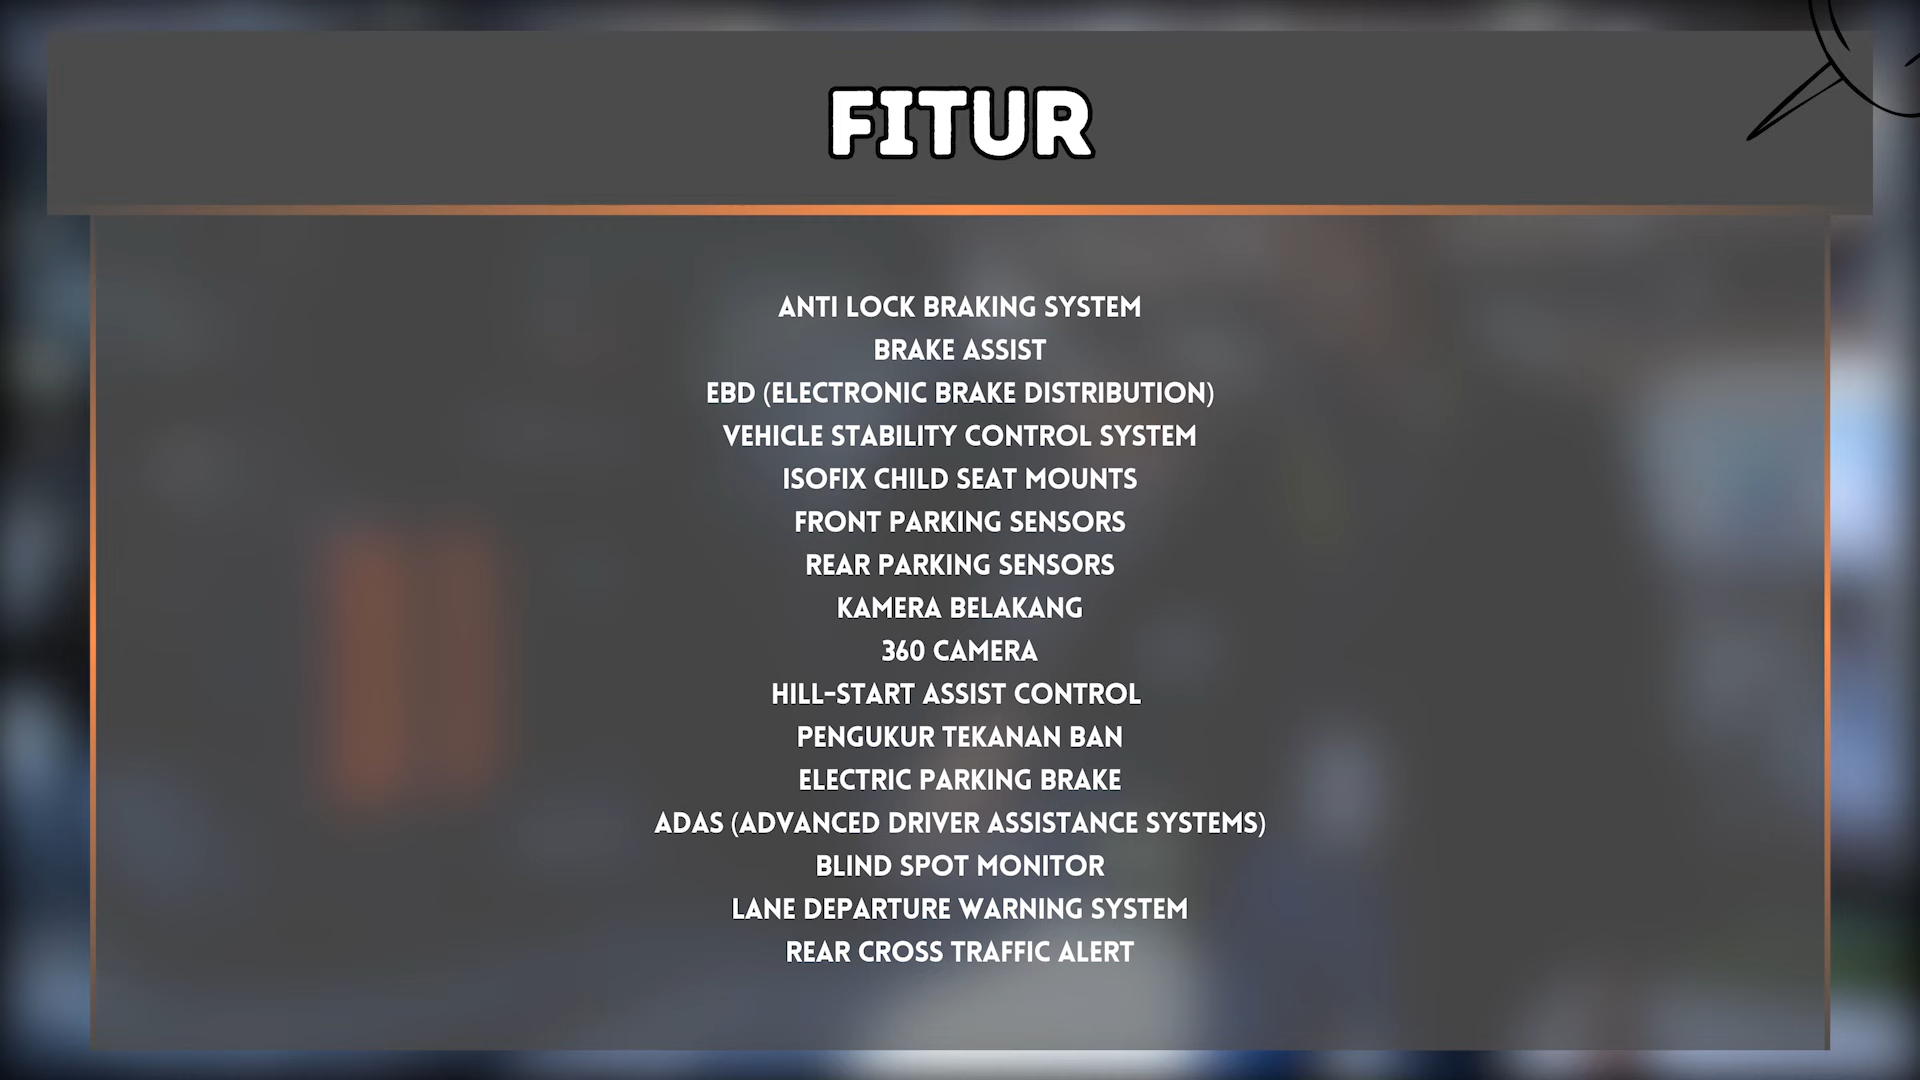 FITUR
ANTI LOCK BRAKING SYSTEM
BRAKE ASSIST
EBD (ELECTRONIC BRAKE DISTRIBUTION)
VEHICLE STABILITY CONTROL SYSTEM
ISOFIX CHILD SEAT MOUNTS
FRONT PARKING SENSORS
REAR PARKING SENSORS
KAMERA BELAKANG
360 CAMERA
HILL-START ASSIST CONTROL
PENGUKUR TEKANAN BAN
ELECTRIC PARKING BRAKE
ADAS (ADVANCED DRIVER ASSISTANCE SYSTEMS)
BLIND SPOT MONITOR
LANE DEPARTURE WARNING SYSTEM
REAR CROSS TRAFFIC ALERT